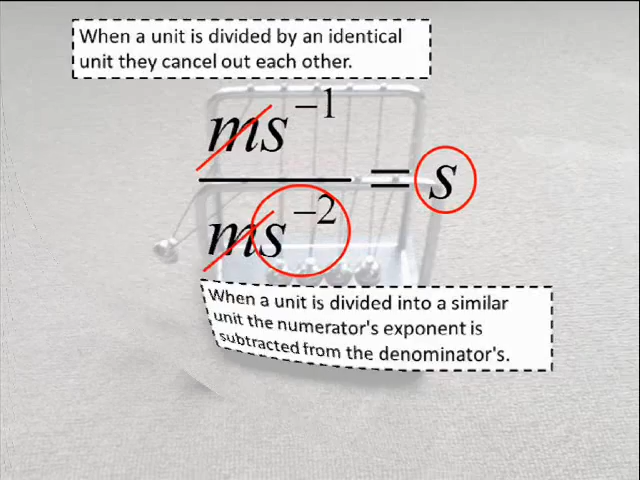 When a unit is divided by an identical
unit they cancel out each other.
ms⁻¹
= s
ms⁻²
When a unit is divided into a similar
unit the numerator's exponent is
subtracted from the denominator's.